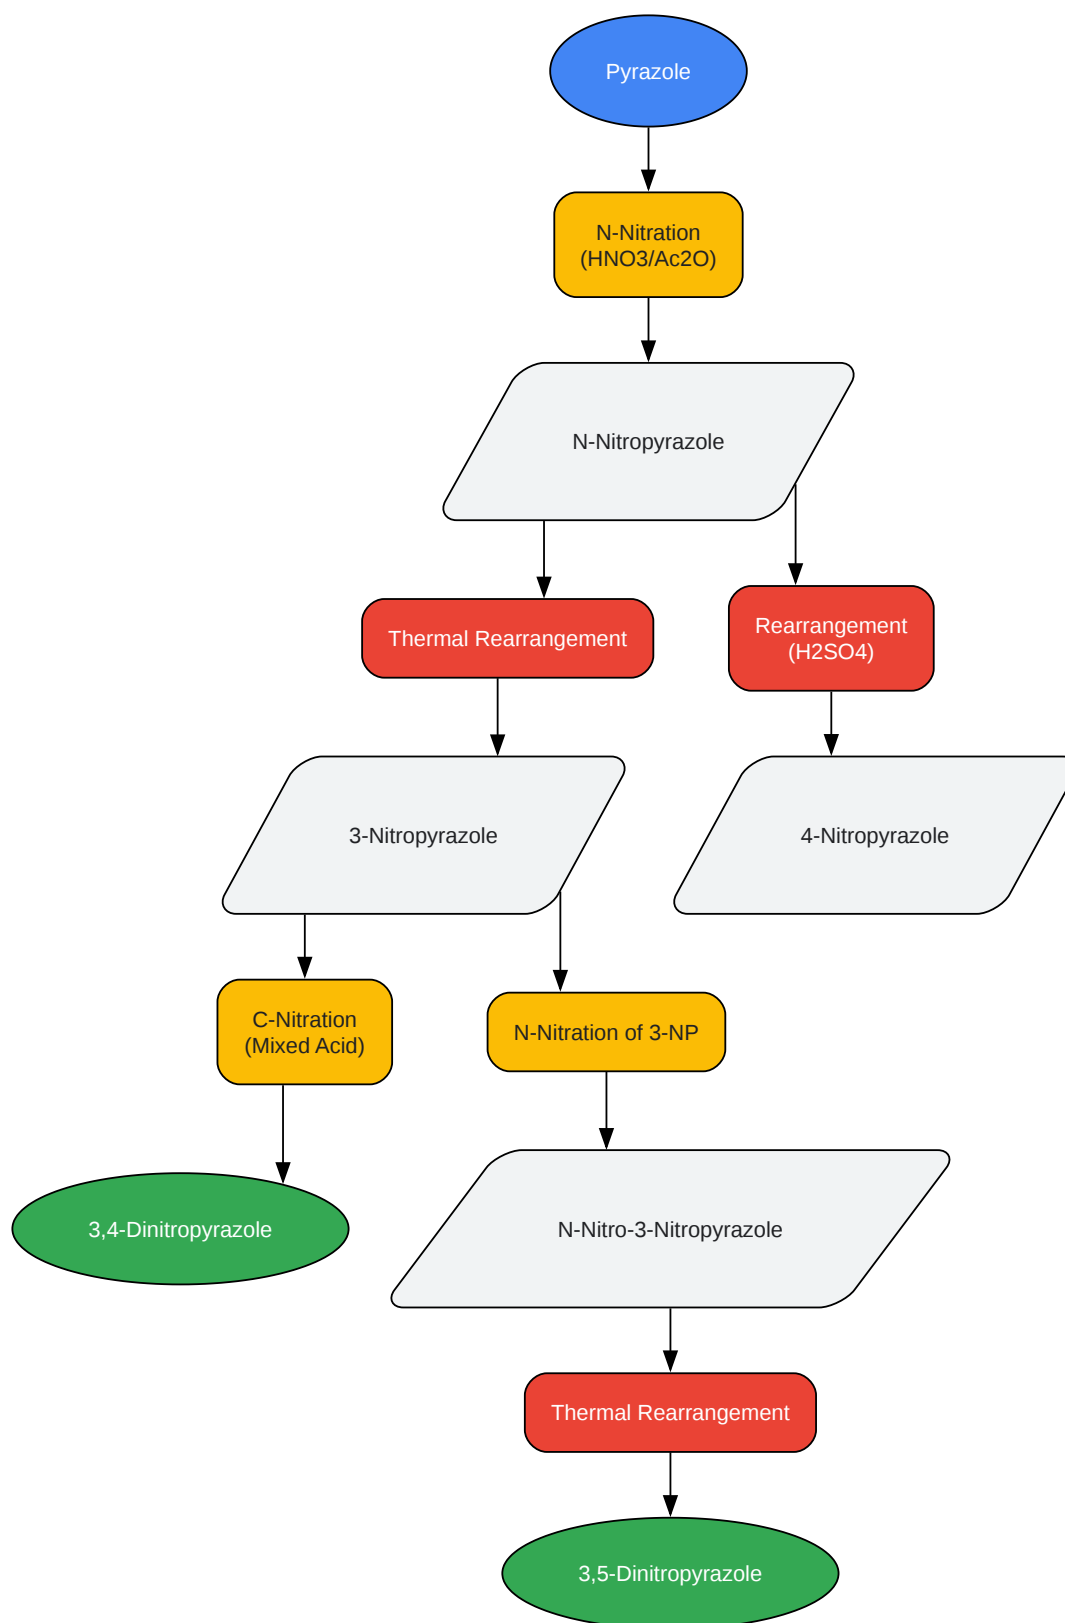 Pyrazole
N-Nitration
(HNO3/Ac2O)
N-Nitropyrazole
Thermal Rearrangement
Rearrangement
(H2SO4)
3-Nitropyrazole
4-Nitropyrazole
C-Nitration
(Mixed Acid)
N-Nitration of 3-NP
3,4-Dinitropyrazole
N-Nitro-3-Nitropyrazole
Thermal Rearrangement
3,5-Dinitropyrazole